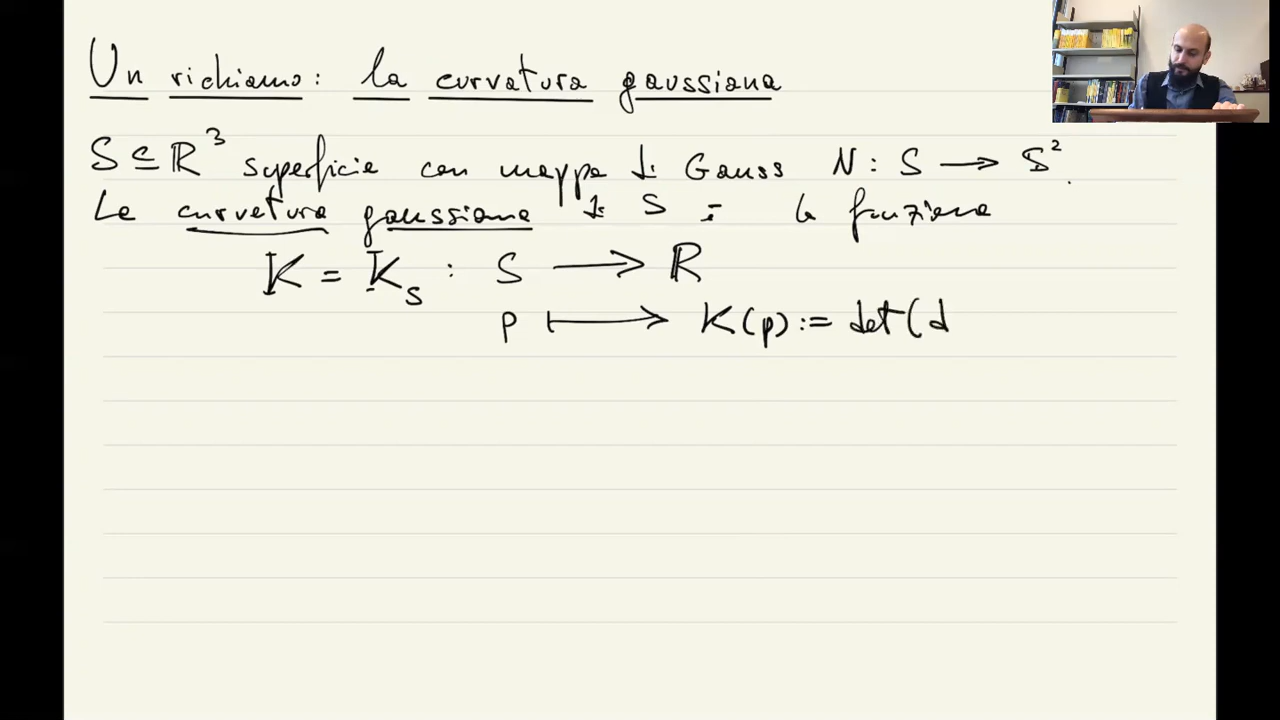 Un richiamo: la curvatura gaussiana
S ⊆ ℝ³ superficie con mappa di Gauss N : S → S².
La curvatura gaussiana di S è la funzione
K = K_S : S → ℝ
p ↦ K(p) := det(d